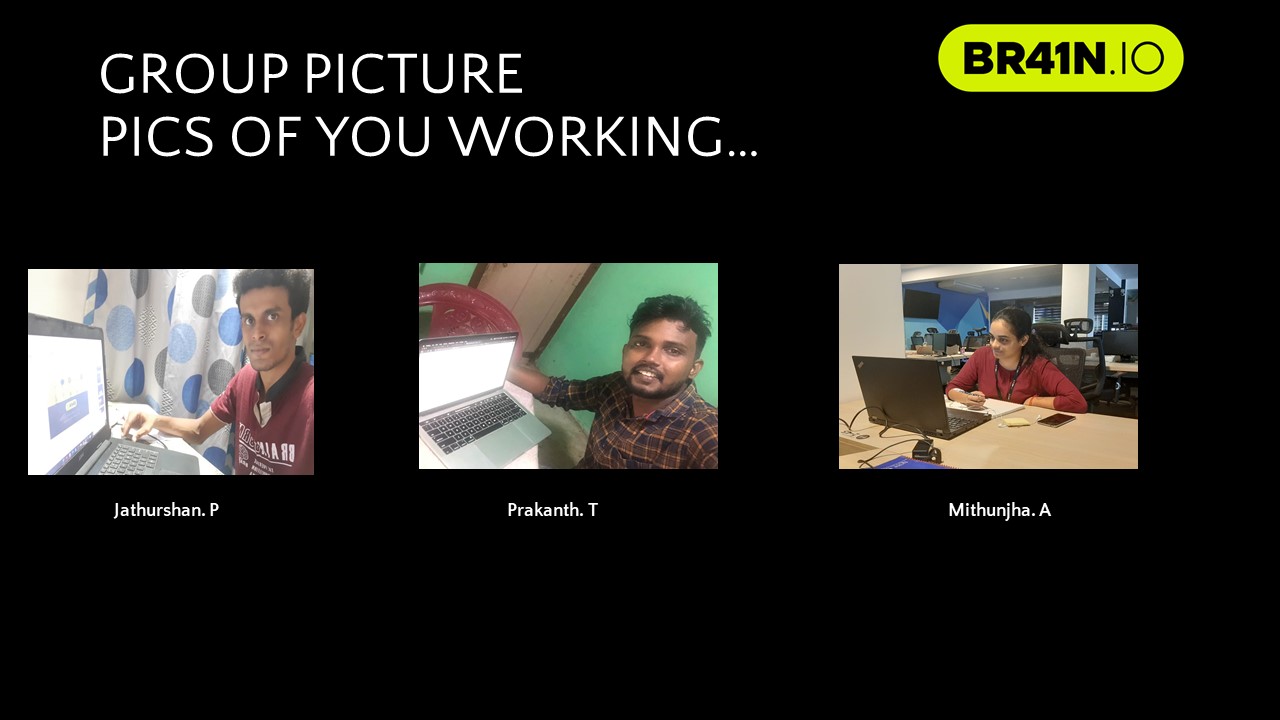 GROUP PICTURE
PICS OF YOU WORKING...
BR41N.IO
Jathurshan. P
Prakanth. T
Mithunjha. A